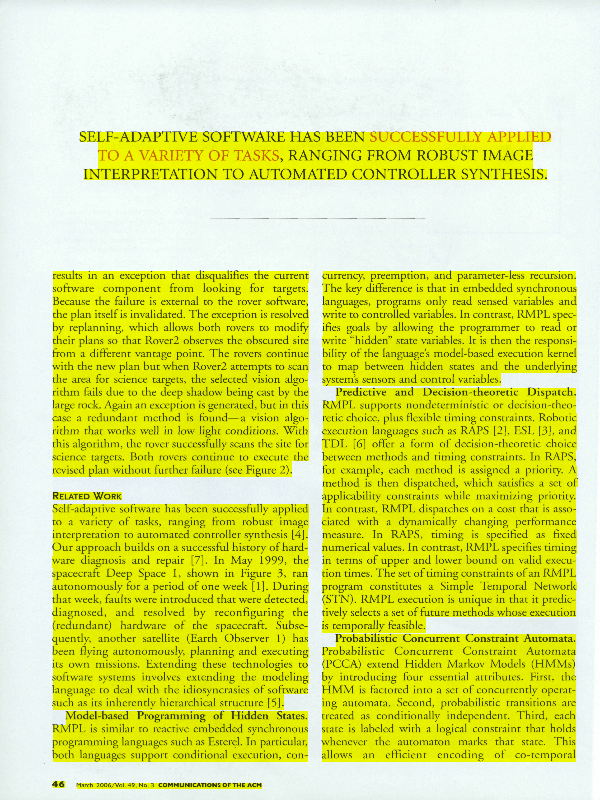 SELF-ADAPTIVE SOFTWARE HAS BEEN SUCCESSFULLY APPLIED
TO A VARIETY OF TASKS, RANGING FROM ROBUST IMAGE
INTERPRETATION TO AUTOMATED CONTROLLER SYNTHESIS.
results in an exception that disqualifies the current
software component from looking for targets.
Because the failure is external to the rover software,
the plan itself is invalidated. The exception is resolved
by replanning, which allows both rovers to modify
their plans so that Rover2 observes the obscured site
from a different vantage point. The rovers continue
with the new plan but when Rover2 attempts to scan
the area for science targets, the selected vision algo-
rithm fails due to the deep shadow being cast by the
large rock. Again an exception is generated, but in this
case a redundant method is found—a vision algo-
rithm that works well in low light conditions. With
this algorithm, the rover successfully scans the site for
science targets. Both rovers continue to execute the
revised plan without further failure (see Figure 2).
RELATED WORK
Self-adaptive software has been successfully applied
to a variety of tasks, ranging from robust image
interpretation to automated controller synthesis [4].
Our approach builds on a successful history of hard-
ware diagnosis and repair [7]. In May 1999, the
spacecraft Deep Space 1, shown in Figure 3, ran
autonomously for a period of one week [1]. During
that week, faults were introduced that were detected,
diagnosed, and resolved by reconfiguring the
(redundant) hardware of the spacecraft. Subse-
quently, another satellite (Earth Observer 1) has
been flying autonomously, planning and executing
its own missions. Extending these technologies to
software systems involves extending the modeling
language to deal with the idiosyncrasies of software
such as its inherently hierarchical structure [5].
Model-based Programming of Hidden States.
RMPL is similar to reactive embedded synchronous
programming languages such as Esterel. In particular,
both languages support conditional execution, con-
currency, preemption, and parameter-less recursion.
The key difference is that in embedded synchronous
languages, programs only read sensed variables and
write to controlled variables. In contrast, RMPL spec-
ifies goals by allowing the programmer to read or
write "hidden" state variables. It is then the responsi-
bility of the language's model-based execution kernel
to map between hidden states and the underlying
system's sensors and control variables.
Predictive and Decision-theoretic Dispatch.
RMPL supports nondeterministic or decision-theo-
retic choice, plus flexible timing constraints. Robotic
execution languages such as RAPS [2], ESL [3], and
TDL [6] offer a form of decision-theoretic choice
between methods and timing constraints. In RAPS,
for example, each method is assigned a priority. A
method is then dispatched, which satisfies a set of
applicability constraints while maximizing priority.
In contrast, RMPL dispatches on a cost that is asso-
ciated with a dynamically changing performance
measure. In RAPS, timing is specified as fixed
numerical values. In contrast, RMPL specifies timing
in terms of upper and lower bound on valid execu-
tion times. The set of timing constraints of an RMPL
program constitutes a Simple Temporal Network
(STN). RMPL execution is unique in that it predic-
tively selects a set of future methods whose execution
is temporally feasible.
Probabilistic Concurrent Constraint Automata.
Probabilistic Concurrent Constraint Automata
(PCCA) extend Hidden Markov Models (HMMs)
by introducing four essential attributes. First, the
HMM is factored into a set of concurrently operat-
ing automata. Second, probabilistic transitions are
treated as conditionally independent. Third, each
state is labeled with a logical constraint that holds
whenever the automaton marks that state. This
allows an efficient encoding of co-temporal
46 March 2006/Vol. 49, No. 3 COMMUNICATIONS OF THE ACM